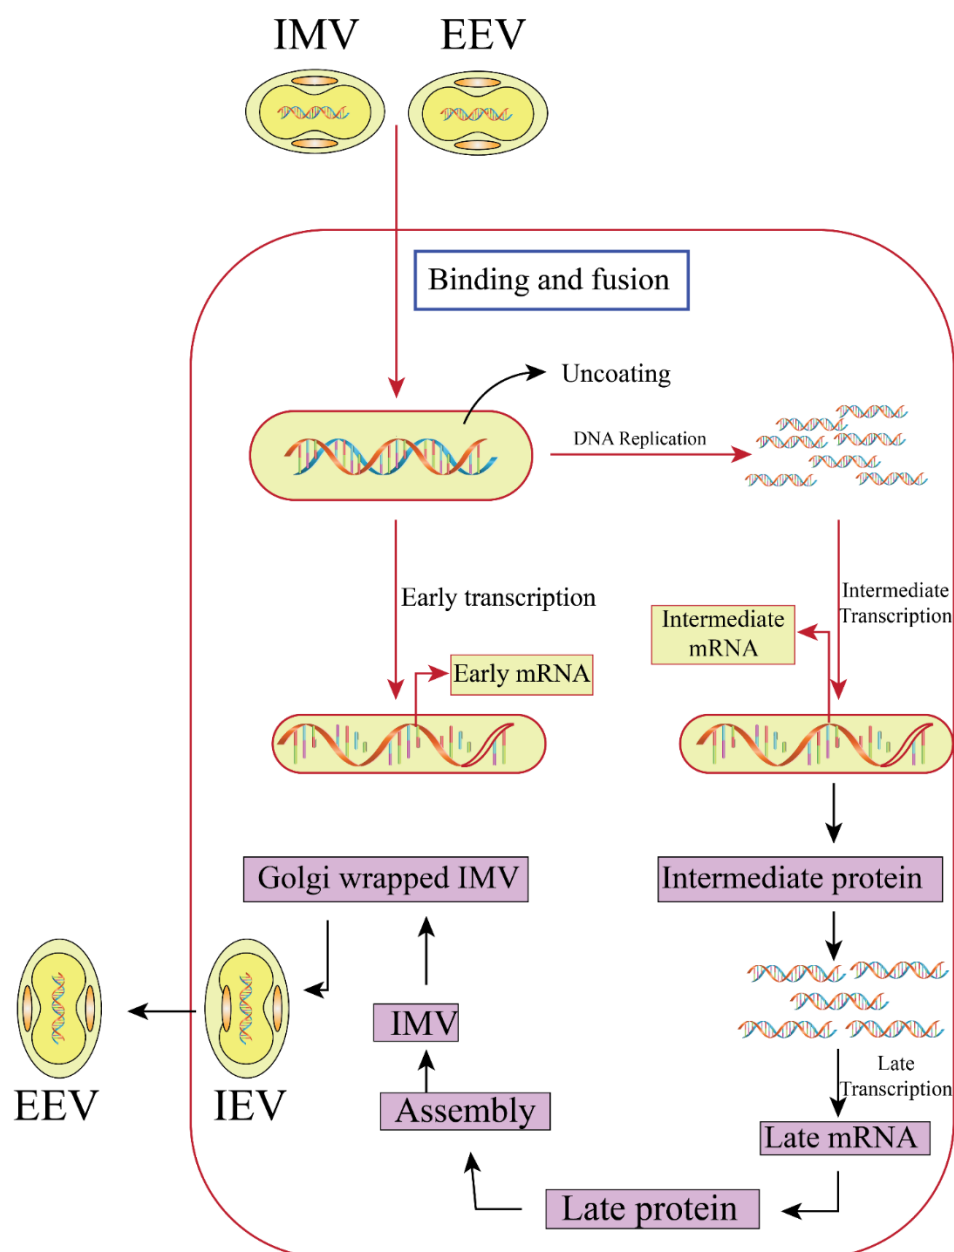 IMV
EEV
Binding and fusion
Uncoating
DNA Replication
Early transcription
Intermediate
Transcription
Intermediate
mRNA
Early mRNA
Golgi wrapped IMV
Intermediate protein
IMV
EEV
IEV
Assembly
Late
Transcription
Late mRNA
Late protein